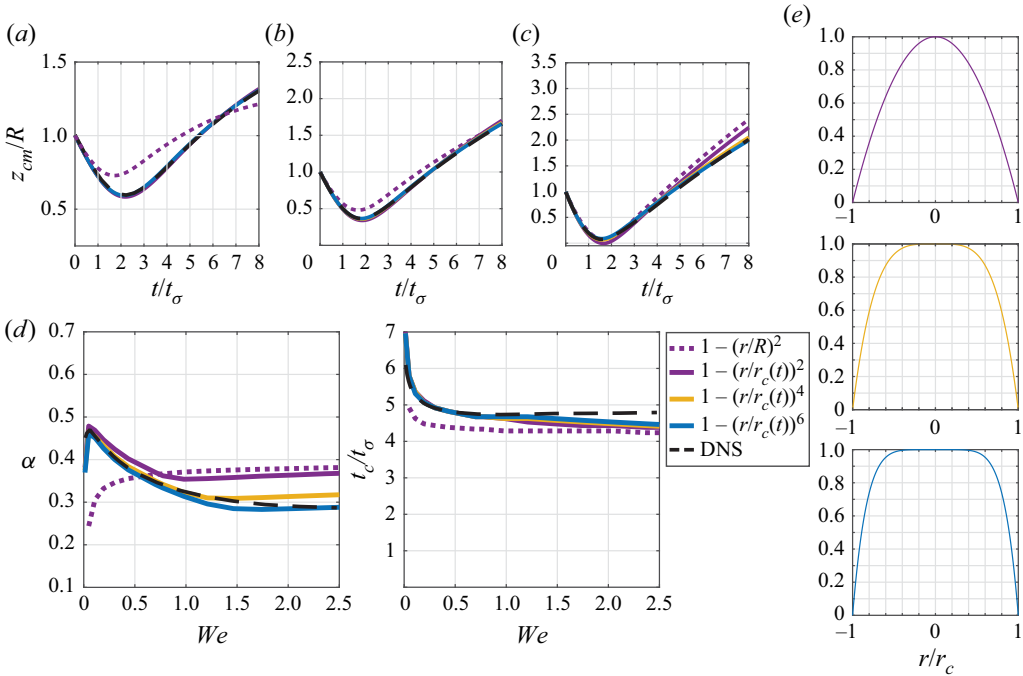 (a)
1.5
1.0
0.5
z_cm/R
0 1 2 3 4 5 6 7 8
t/t_σ
(b)
2.5
2.0
1.5
1.0
0.5
0 1 2 3 4 5 6 7 8
t/t_σ
(c)
3.5
3.0
2.5
2.0
1.5
1.0
0.5
0 1 2 3 4 5 6 7 8
t/t_σ
(d)
0.7
0.6
0.5
0.4
0.3
0.2
0.1
α
0 0.5 1.0 1.5 2.0 2.5
We
7
6
5
4
3
2
1
t_c/t_σ
0 0.5 1.0 1.5 2.0 2.5
We
1 – (r/R)^2
1 – (r/r_c(t))^2
1 – (r/r_c(t))^4
1 – (r/r_c(t))^6
DNS
(e)
1.0
0.8
0.6
0.4
0.2
0
–1 0 1
1.0
0.8
0.6
0.4
0.2
0
–1 0 1
1.0
0.8
0.6
0.4
0.2
0
–1 0 1
r/r_c